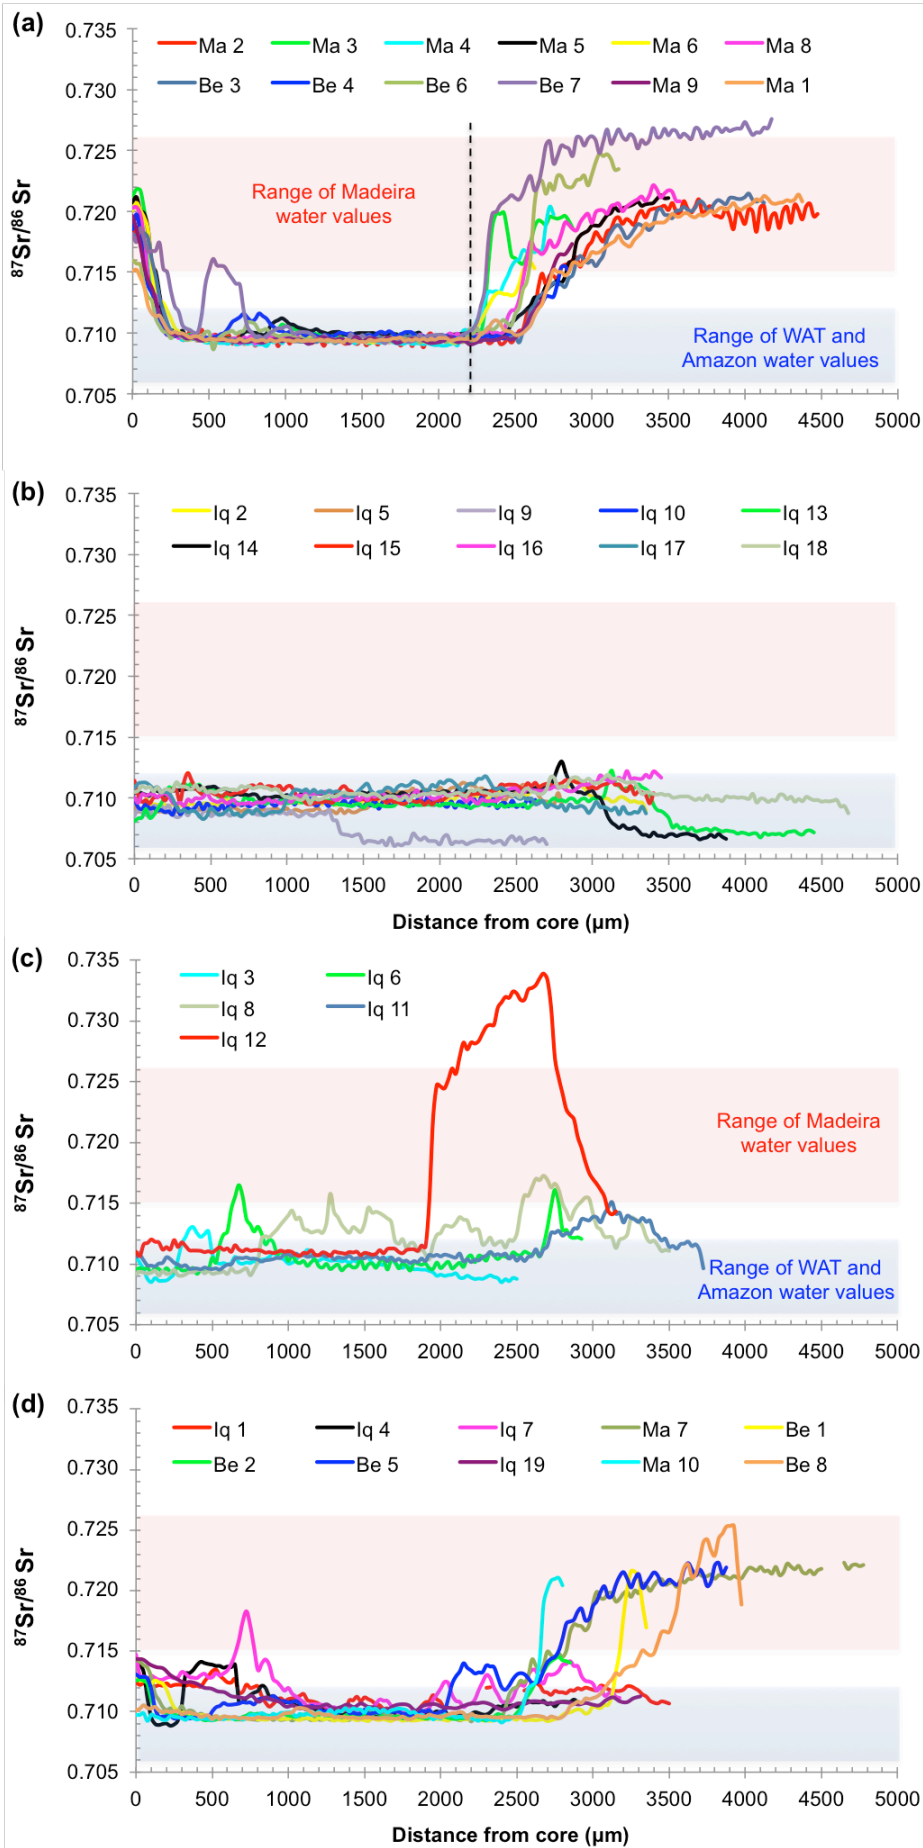 (a)
0.735
0.730
0.725
0.720
0.715
0.710
0.705
87Sr/86 Sr
Ma 2 Ma 3 Ma 4 Ma 5 Ma 6 Ma 8
Be 3 Be 4 Be 6 Be 7 Ma 9 Ma 1
Range of Madeira
water values
Range of WAT and
Amazon water values
0 500 1000 1500 2000 2500 3000 3500 4000 4500 5000
(b)
0.735
0.730
0.725
0.720
0.715
0.710
0.705
87Sr/86 Sr
Iq 2 Iq 5 Iq 9 Iq 10 Iq 13
Iq 14 Iq 15 Iq 16 Iq 17 Iq 18
0 500 1000 1500 2000 2500 3000 3500 4000 4500 5000
Distance from core (µm)
(c)
0.735
0.730
0.725
0.720
0.715
0.710
0.705
87Sr/86 Sr
Iq 3 Iq 6
Iq 8 Iq 11
Iq 12
Range of Madeira
water values
Range of WAT and
Amazon water values
0 500 1000 1500 2000 2500 3000 3500 4000 4500 5000
(d)
0.735
0.730
0.725
0.720
0.715
0.710
0.705
87Sr/86 Sr
Iq 1 Iq 4 Iq 7 Ma 7 Be 1
Be 2 Be 5 Iq 19 Ma 10 Be 8
0 500 1000 1500 2000 2500 3000 3500 4000 4500 5000
Distance from core (µm)